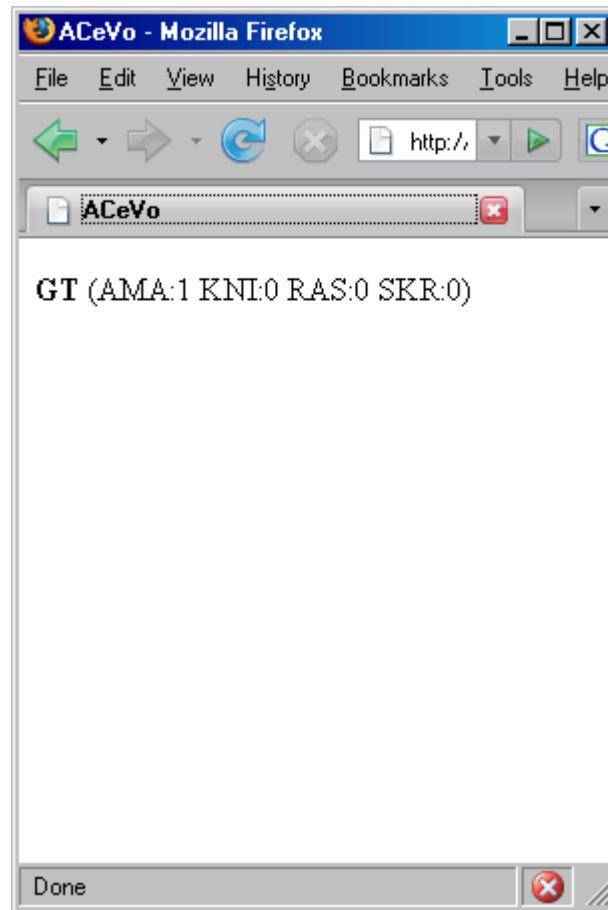 ACeVo - Mozilla Firefox
File Edit View History Bookmarks Tools Help
http:/
ACeVo
GT (AMA:1 KNI:0 RAS:0 SKR:0)
Done